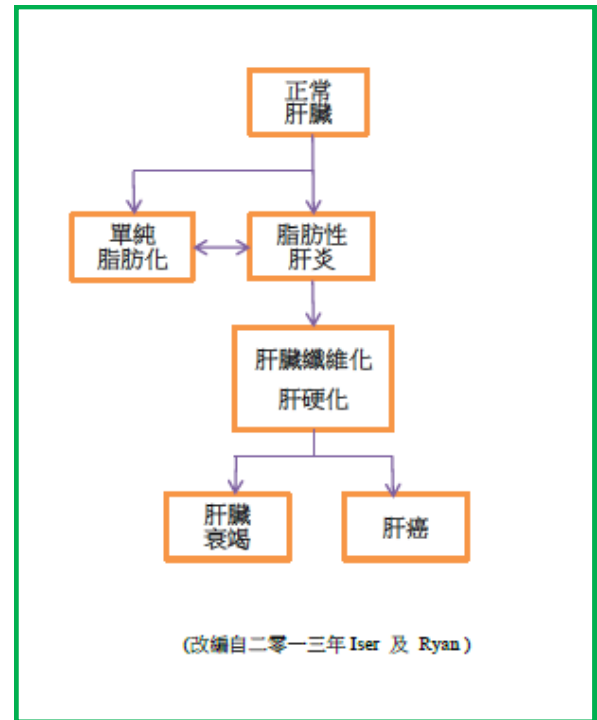 正常
肝臟
單純
脂肪化
脂肪性
肝炎
肝臟纖維化
肝硬化
肝臟
衰竭
肝癌
(改編自二零一三年 Iser 及 Ryan )